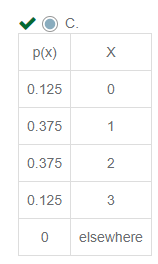 C.
p(x) X
0.125 0
0.375 1
0.375 2
0.125 3
0 elsewhere